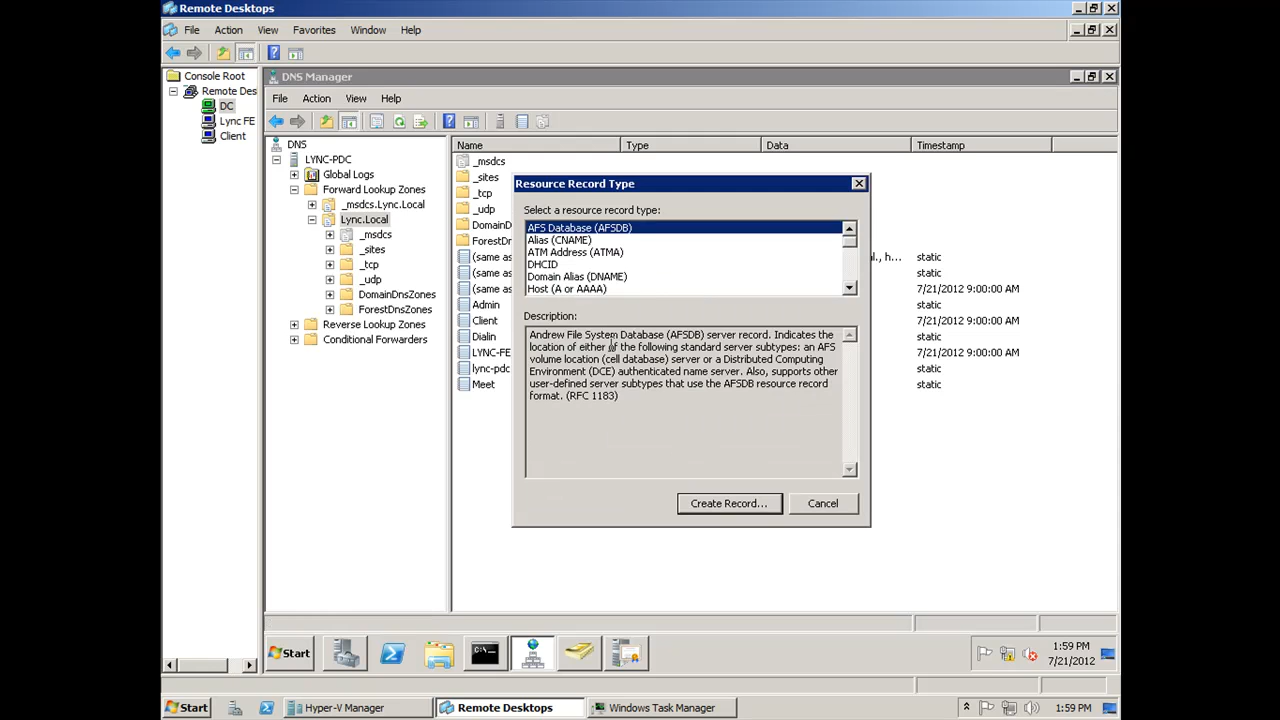 Remote Desktops
File Action View Favorites Window Help
Console Root
Remote Des
DC
Lync FE
Client
DNS Manager
File Action View Help
DNS
LYNC-PDC
Global Logs
Forward Lookup Zones
_msdcs.Lync.Local
Lync.Local
_msdcs
_sites
_tcp
_udp
DomainDnsZones
ForestDnsZones
Reverse Lookup Zones
Conditional Forwarders
Name Type Data Timestamp
_msdcs
_sites
_tcp
_udp
DomainD
ForestDr
(same as l., h... static
(same as static
(same as 7/21/2012 9:00:00 AM
Admin static
Client 7/21/2012 9:00:00 AM
Dialin static
LYNC-FE 7/21/2012 9:00:00 AM
lync-pdc static
Meet static
Resource Record Type
Select a resource record type:
AFS Database (AFSDB)
Alias (CNAME)
ATM Address (ATMA)
DHCID
Domain Alias (DNAME)
Host (A or AAAA)
Description:
Andrew File System Database (AFSDB) server record. Indicates the
location of either of the following standard server subtypes: an AFS
volume location (cell database) server or a Distributed Computing
Environment (DCE) authenticated name server. Also, supports other
user-defined server subtypes that use the AFSDB resource record
format. (RFC 1183)
Create Record... Cancel
Start
1:59 PM
7/21/2012
Start Hyper-V Manager Remote Desktops Windows Task Manager 1:59 PM